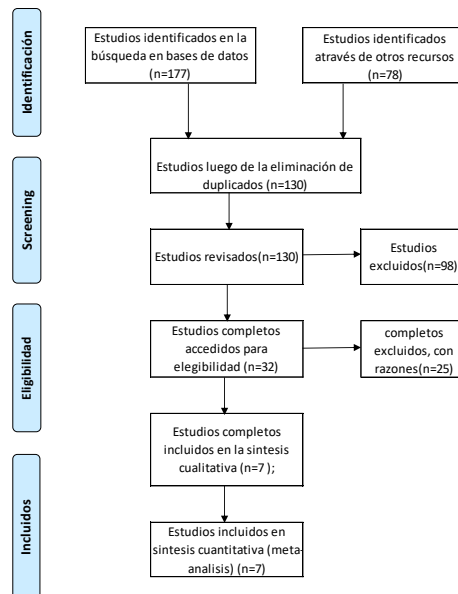 Identificación
Estudios identificados en la
búsqueda en bases de datos
(n=177)
Estudios identificados
através de otros recursos
(n=78)
Screening
Estudios luego de la eliminación de
duplicados (n=130)
Estudios revisados(n=130)
Estudios
excluidos(n=98)
Eligibilidad
Estudios completos
accedidos para
elegebilidad (n=32)
completos
excluidos, con
razones(n=25)
Estudios completos
incluidos en la sintesis
cualitativa (n=7 );
Incluidos
Estudios incluidos en
sintesis cuantitativa (meta-
analisis) (n=7)